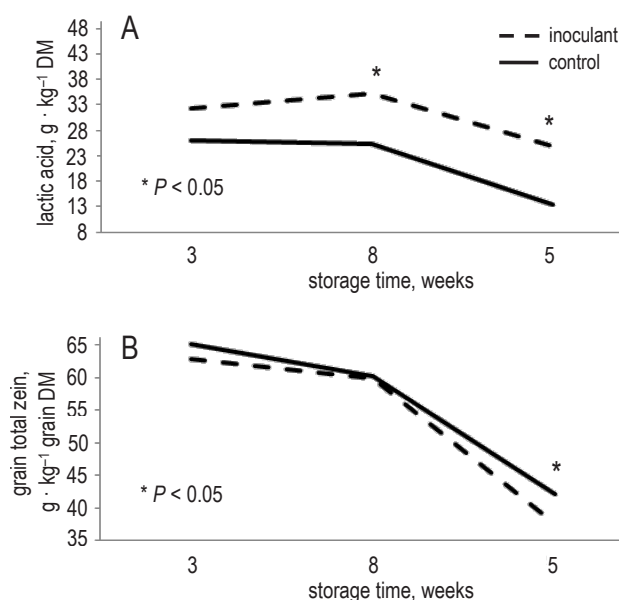 A
inoculant
control
lactic acid, g · kg⁻¹ DM
48
43
38
33
28
23
18
13
8
*
*
* P < 0.05
3 8 5
storage time, weeks
B
grain total zein,
g · kg⁻¹ grain DM
65
60
55
50
45
40
35
*
* P < 0.05
3 8 5
storage time, weeks